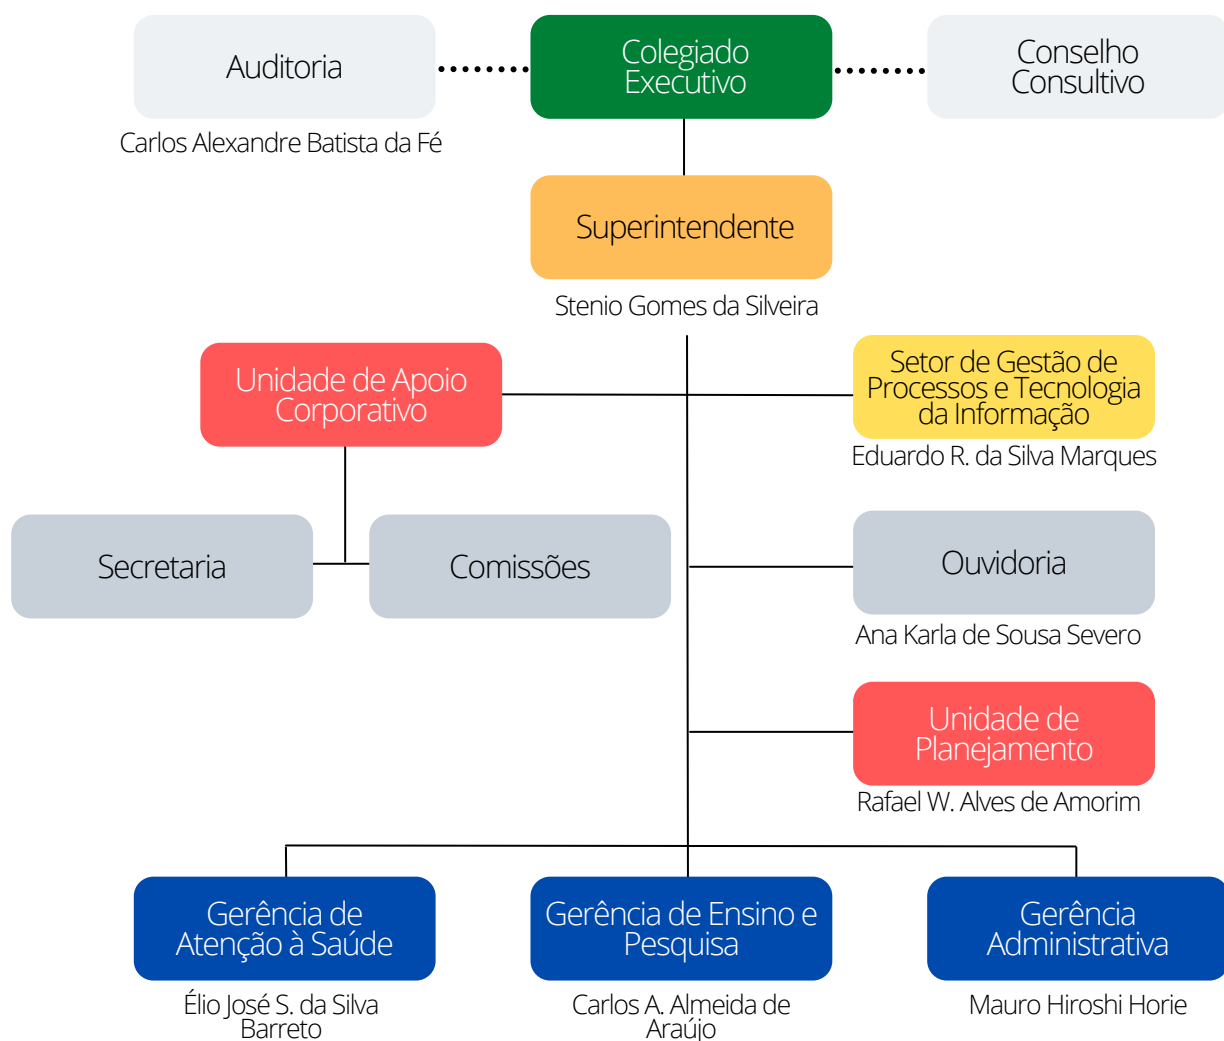 Auditoria
Colegiado
Executivo
Conselho
Consultivo
Carlos Alexandre Batista da Fé
Superintendente
Stenio Gomes da Silveira
Unidade de Apoio
Corporativo
Setor de Gestão de
Processos e Tecnologia
da Informação
Eduardo R. da Silva Marques
Secretaria
Comissões
Ouvidoria
Ana Karla de Sousa Severo
Unidade de
Planejamento
Rafael W. Alves de Amorim
Gerência de
Atenção à Saúde
Gerência de Ensino e
Pesquisa
Gerência
Administrativa
Élio José S. da Silva
Barreto
Carlos A. Almeida de
Araújo
Mauro Hiroshi Horie